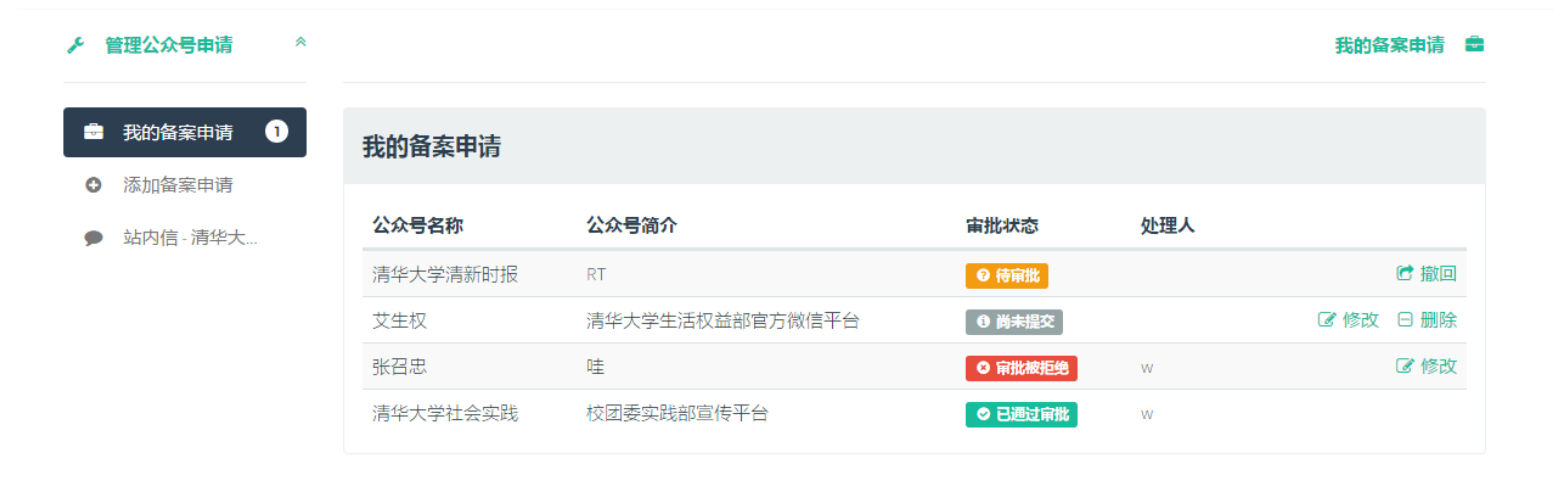 管理公众号申请
我的备案申请
我的备案申请 1
添加备案申请
站内信 - 清华大...
我的备案申请
公众号名称 公众号简介 审批状态 处理人
清华大学清新时报 RT 待审批 撤回
艾生权 清华大学生活权益部官方微信平台 尚未提交 修改 删除
张召忠 哇 审批被拒绝 w 修改
清华大学社会实践 校团委实践部宣传平台 已通过审批 w